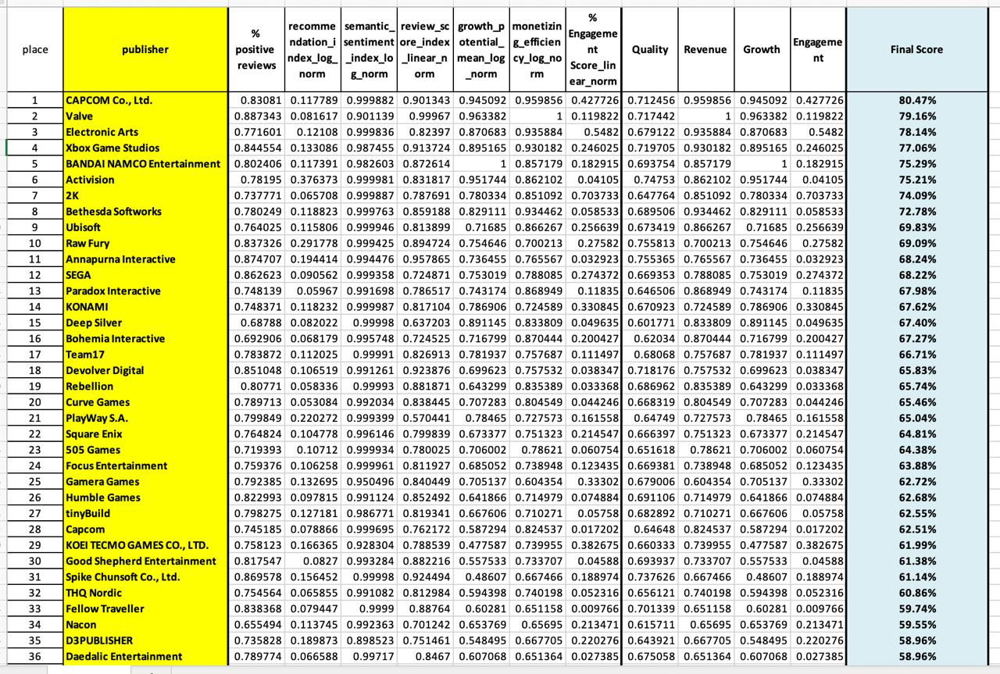 place publisher % positive reviews recommendation_index_log_norm semantic_sentiment_index_log_norm review_score_index_linear_norm growth_potential_mean_log_norm monetizing_efficiency_log_norm % Engagement Score_linear_norm Quality Revenue Growth Engagement Final Score
1 CAPCOM Co., Ltd. 0.83081 0.117789 0.999882 0.901343 0.945092 0.959856 0.427726 0.712456 0.959856 0.945092 0.427726 80.47%
2 Valve 0.887343 0.081617 0.901139 0.99967 0.963382 1 0.119822 0.717442 1 0.963382 0.119822 79.16%
3 Electronic Arts 0.771601 0.12108 0.999836 0.82397 0.870683 0.935884 0.5482 0.679122 0.935884 0.870683 0.5482 78.14%
4 Xbox Game Studios 0.844554 0.133086 0.987455 0.913724 0.895165 0.930182 0.246025 0.719705 0.930182 0.895165 0.246025 77.06%
5 BANDAI NAMCO Entertainment 0.802406 0.117391 0.982603 0.872614 1 0.857179 0.182915 0.693754 0.857179 1 0.182915 75.29%
6 Activision 0.78195 0.376373 0.999981 0.831817 0.951744 0.862102 0.04105 0.74753 0.862102 0.951744 0.04105 75.21%
7 2K 0.737771 0.065708 0.999887 0.787691 0.780334 0.851092 0.703733 0.647764 0.851092 0.780334 0.703733 74.09%
8 Bethesda Softworks 0.780249 0.118823 0.999763 0.859188 0.829111 0.934462 0.058533 0.689506 0.934462 0.829111 0.058533 72.78%
9 Ubisoft 0.764025 0.115806 0.999946 0.813899 0.71685 0.866267 0.256639 0.673419 0.866267 0.71685 0.256639 69.83%
10 Raw Fury 0.837326 0.291778 0.999425 0.894724 0.754646 0.700213 0.27582 0.755813 0.700213 0.754646 0.27582 69.09%
11 Annapurna Interactive 0.874707 0.194414 0.994476 0.957865 0.736455 0.765567 0.032923 0.755365 0.765567 0.736455 0.032923 68.24%
12 SEGA 0.862623 0.090562 0.999358 0.724871 0.753019 0.788085 0.274372 0.669353 0.788085 0.753019 0.274372 68.22%
13 Paradox Interactive 0.748139 0.05967 0.991698 0.786517 0.743174 0.868949 0.11835 0.646506 0.868949 0.743174 0.11835 67.98%
14 KONAMI 0.748371 0.118232 0.999987 0.817104 0.786906 0.724589 0.330845 0.670923 0.724589 0.786906 0.330845 67.62%
15 Deep Silver 0.68788 0.082022 0.99998 0.637203 0.891145 0.833809 0.049635 0.601771 0.833809 0.891145 0.049635 67.40%
16 Bohemia Interactive 0.692906 0.068179 0.995748 0.724525 0.716799 0.870444 0.200427 0.62034 0.870444 0.716799 0.200427 67.27%
17 Team17 0.783872 0.112025 0.99991 0.826913 0.781937 0.757687 0.111497 0.68068 0.757687 0.781937 0.111497 66.71%
18 Devolver Digital 0.851048 0.106519 0.991261 0.923876 0.699623 0.757532 0.038347 0.718176 0.757532 0.699623 0.038347 65.83%
19 Rebellion 0.80771 0.058336 0.99993 0.881871 0.643299 0.835389 0.033368 0.686962 0.835389 0.643299 0.033368 65.74%
20 Curve Games 0.789713 0.053084 0.992034 0.838445 0.707283 0.804549 0.044246 0.668319 0.804549 0.707283 0.044246 65.46%
21 PlayWay S.A. 0.799849 0.220272 0.999399 0.570441 0.78465 0.727573 0.161558 0.64749 0.727573 0.78465 0.161558 65.04%
22 Square Enix 0.764824 0.104778 0.996146 0.799839 0.673377 0.751323 0.214547 0.666397 0.751323 0.673377 0.214547 64.81%
23 505 Games 0.719393 0.10712 0.999934 0.780025 0.706002 0.78621 0.060754 0.651618 0.78621 0.706002 0.060754 64.38%
24 Focus Entertainment 0.759376 0.106258 0.999961 0.811927 0.685052 0.738948 0.123435 0.669381 0.738948 0.685052 0.123435 63.88%
25 Gamera Games 0.792385 0.132695 0.950496 0.840449 0.705137 0.604354 0.33302 0.679006 0.604354 0.705137 0.33302 62.72%
26 Humble Games 0.822993 0.097815 0.991124 0.852492 0.641866 0.714979 0.074884 0.691106 0.714979 0.641866 0.074884 62.68%
27 tinyBuild 0.798275 0.127181 0.986771 0.819341 0.667606 0.710271 0.05758 0.682892 0.710271 0.667606 0.05758 62.55%
28 Capcom 0.745185 0.078866 0.999695 0.762172 0.587294 0.824537 0.017202 0.64648 0.824537 0.587294 0.017202 62.51%
29 KOEI TECMO GAMES CO., LTD. 0.758123 0.166365 0.928304 0.788539 0.477587 0.739955 0.382675 0.660333 0.739955 0.477587 0.382675 61.99%
30 Good Shepherd Entertainment 0.817547 0.0827 0.993284 0.882216 0.557533 0.733707 0.04588 0.693937 0.733707 0.557533 0.04588 61.38%
31 Spike Chunsoft Co., Ltd. 0.869578 0.156452 0.99998 0.924494 0.48607 0.667466 0.188974 0.737626 0.667466 0.48607 0.188974 61.14%
32 THQ Nordic 0.754564 0.065855 0.991082 0.812984 0.594398 0.740198 0.052316 0.656121 0.740198 0.594398 0.052316 60.86%
33 Fellow Traveller 0.838368 0.079447 0.9999 0.88764 0.60281 0.651158 0.009766 0.701339 0.651158 0.60281 0.009766 59.74%
34 Nacon 0.655494 0.113745 0.992363 0.701242 0.653769 0.65695 0.213471 0.615711 0.65695 0.653769 0.213471 59.55%
35 D3PUBLISHER 0.735828 0.189873 0.898523 0.751461 0.548495 0.667705 0.220276 0.643921 0.667705 0.548495 0.220276 58.96%
36 Daedalic Entertainment 0.789774 0.066588 0.99717 0.8467 0.607068 0.651364 0.027385 0.675058 0.651364 0.607068 0.027385 58.96%